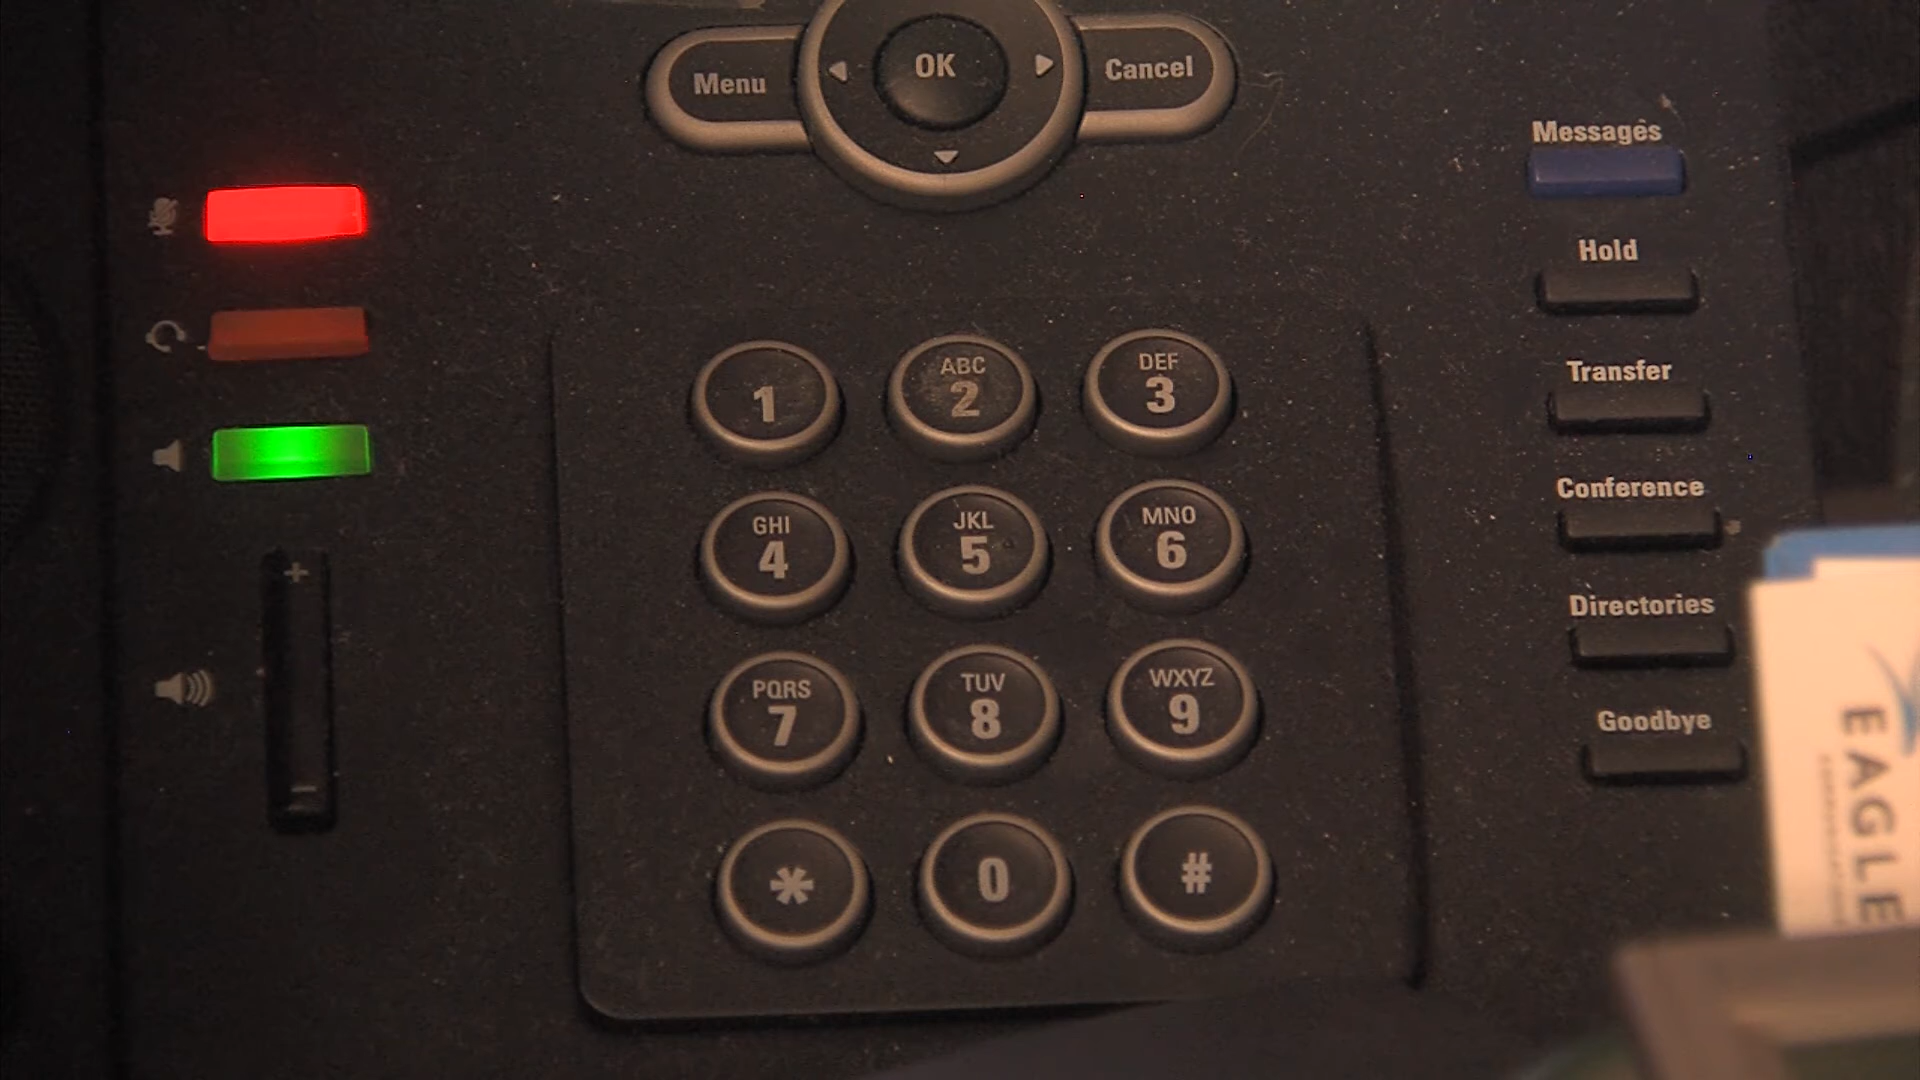 Menu
OK
Cancel
Messages
Hold
Transfer
Conference
Directories
Goodbye
1
ABC
2
DEF
3
GHI
4
JKL
5
MNO
6
PQRS
7
TUV
8
WXYZ
9
*
0
#
+
-
EAGLE